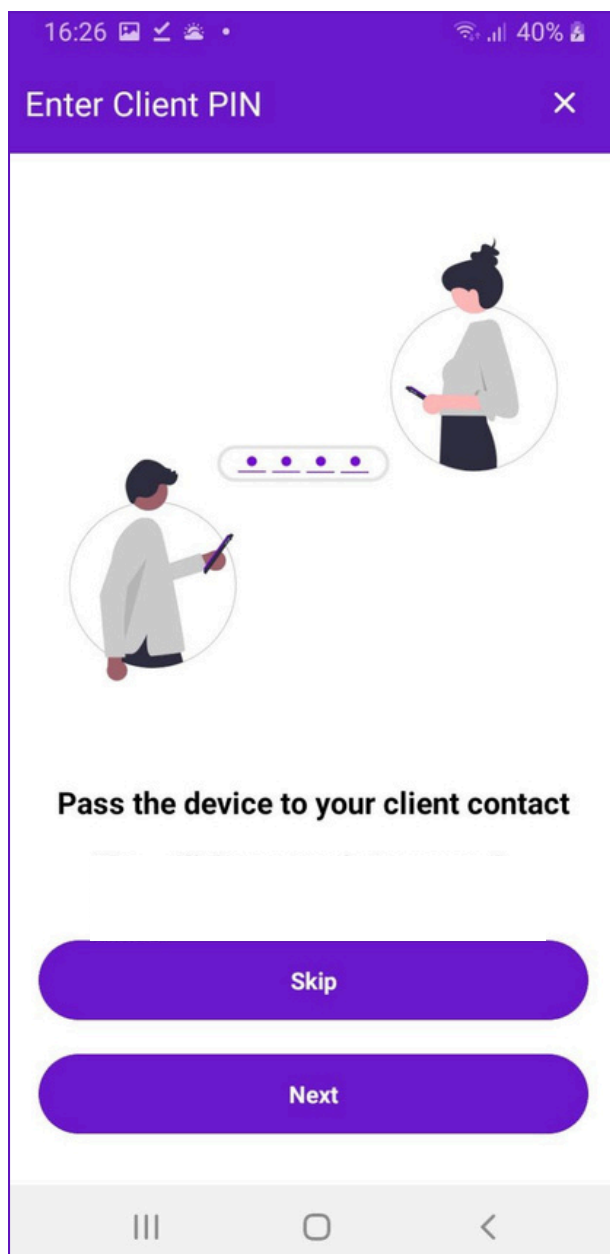 16:26 40%
Enter Client PIN
Pass the device to your client contact
Skip
Next